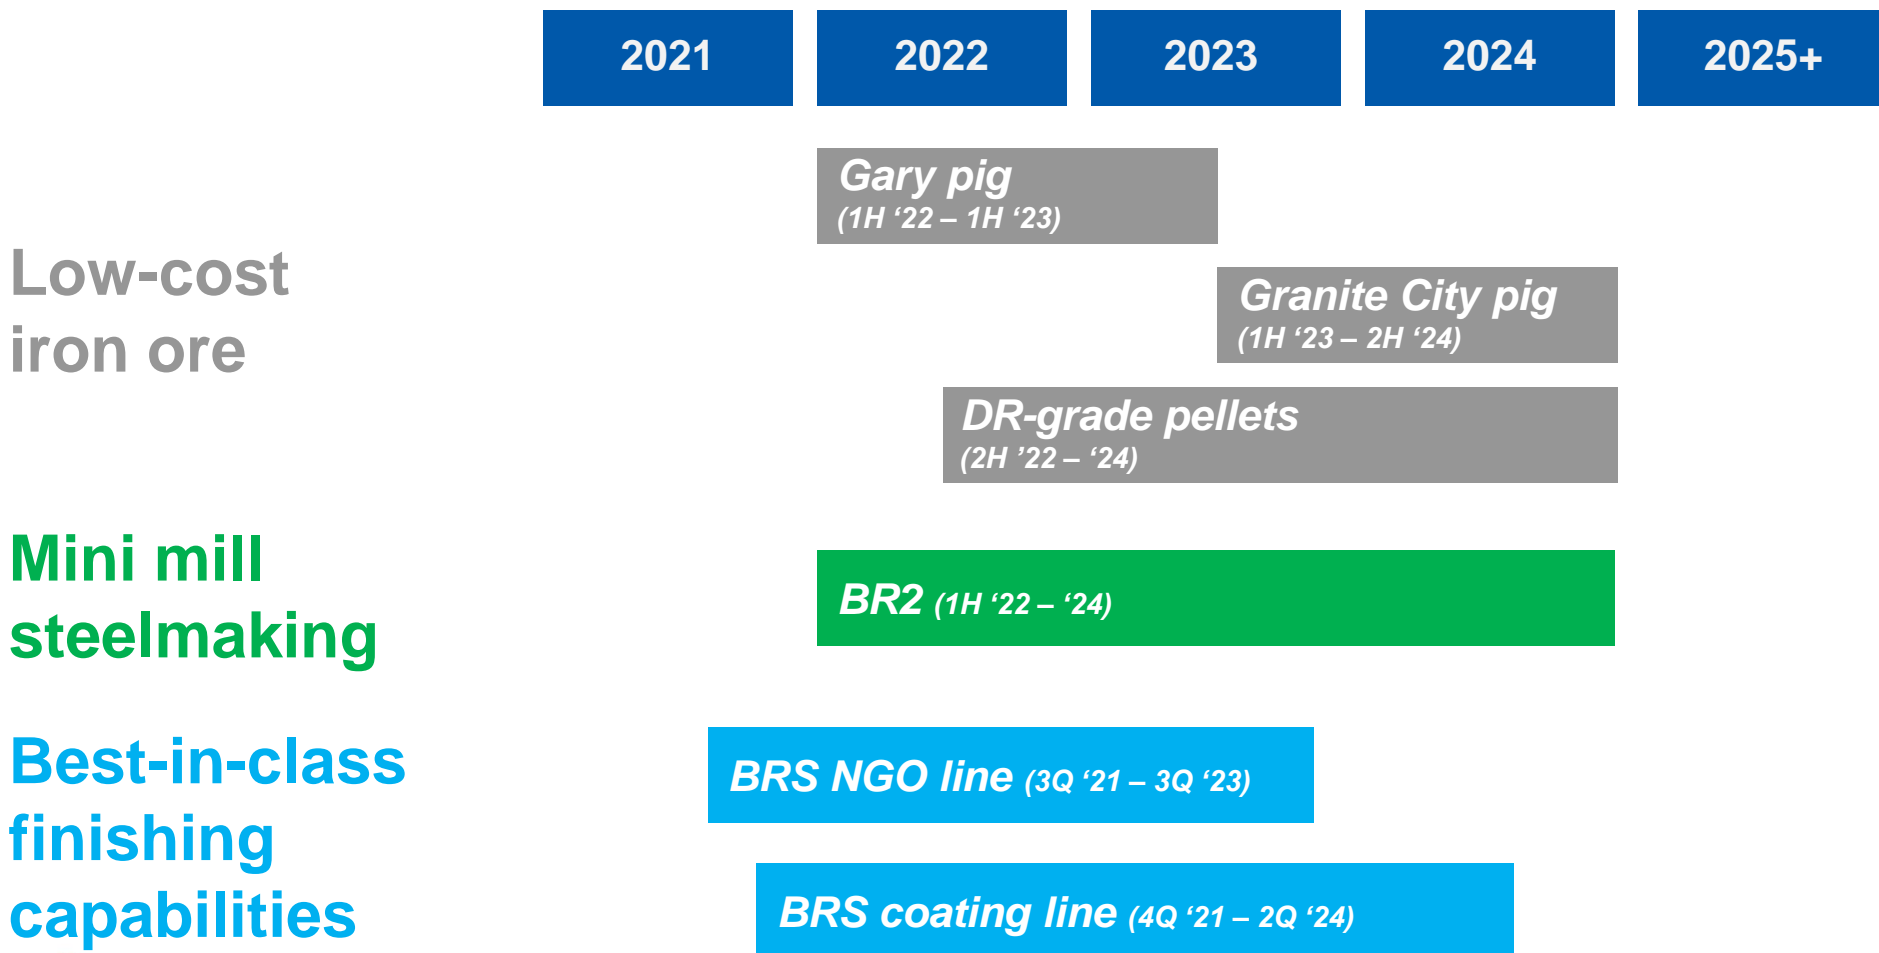 2021 2022 2023 2024 2025+
Low-cost
iron ore
Gary pig
(1H ‘22 – 1H ‘23)
Granite City pig
(1H ‘23 – 2H ‘24)
DR-grade pellets
(2H ’22 – ‘24)
Mini mill
steelmaking
BR2 (1H ‘22 – ‘24)
Best-in-class
finishing
capabilities
BRS NGO line (3Q ‘21 – 3Q ‘23)
BRS coating line (4Q ‘21 – 2Q ‘24)